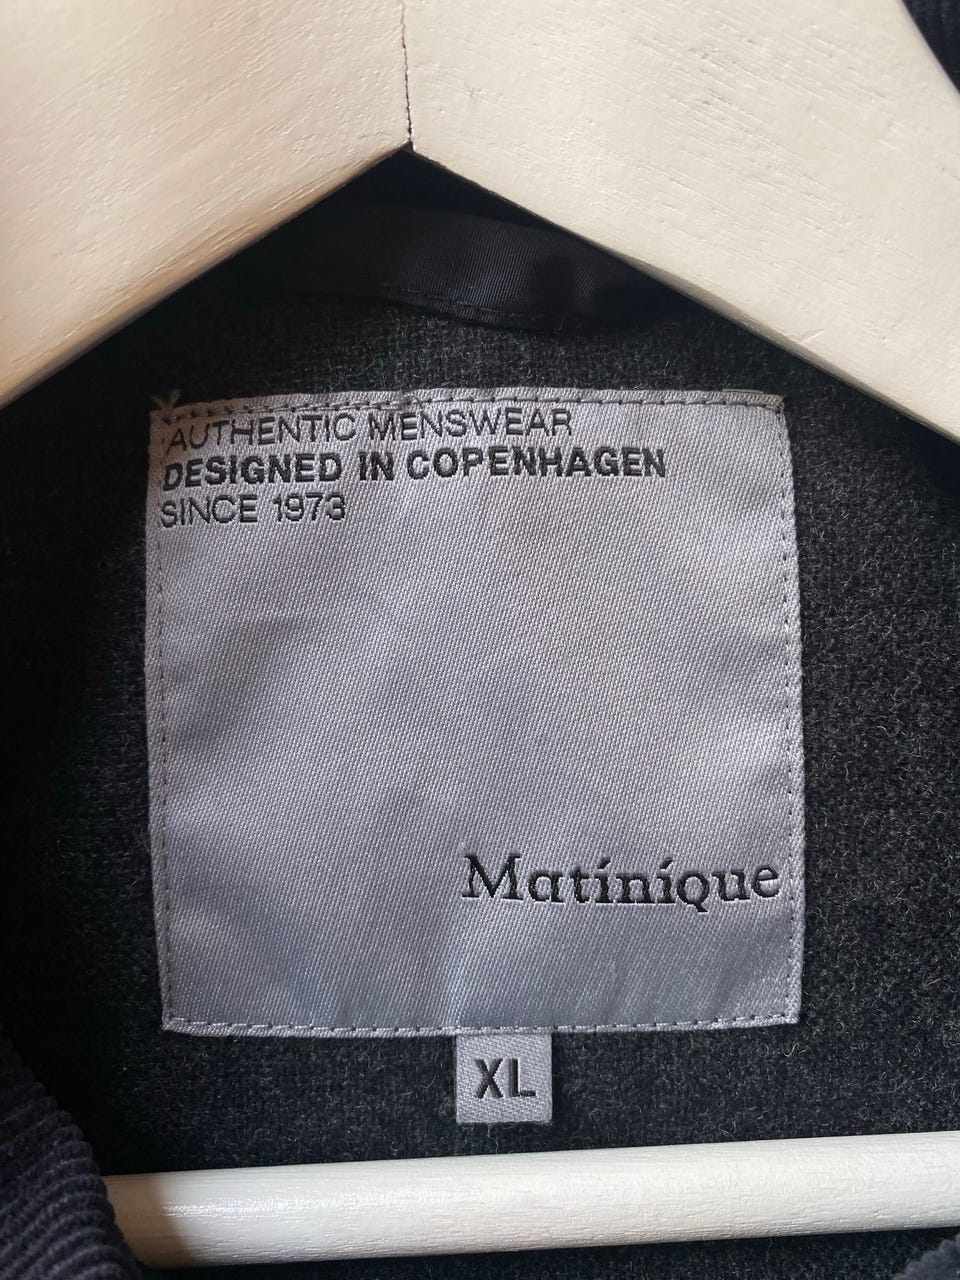 AUTHENTIC MENSWEAR
DESIGNED IN COPENHAGEN
SINCE 1973
Matinique
XL